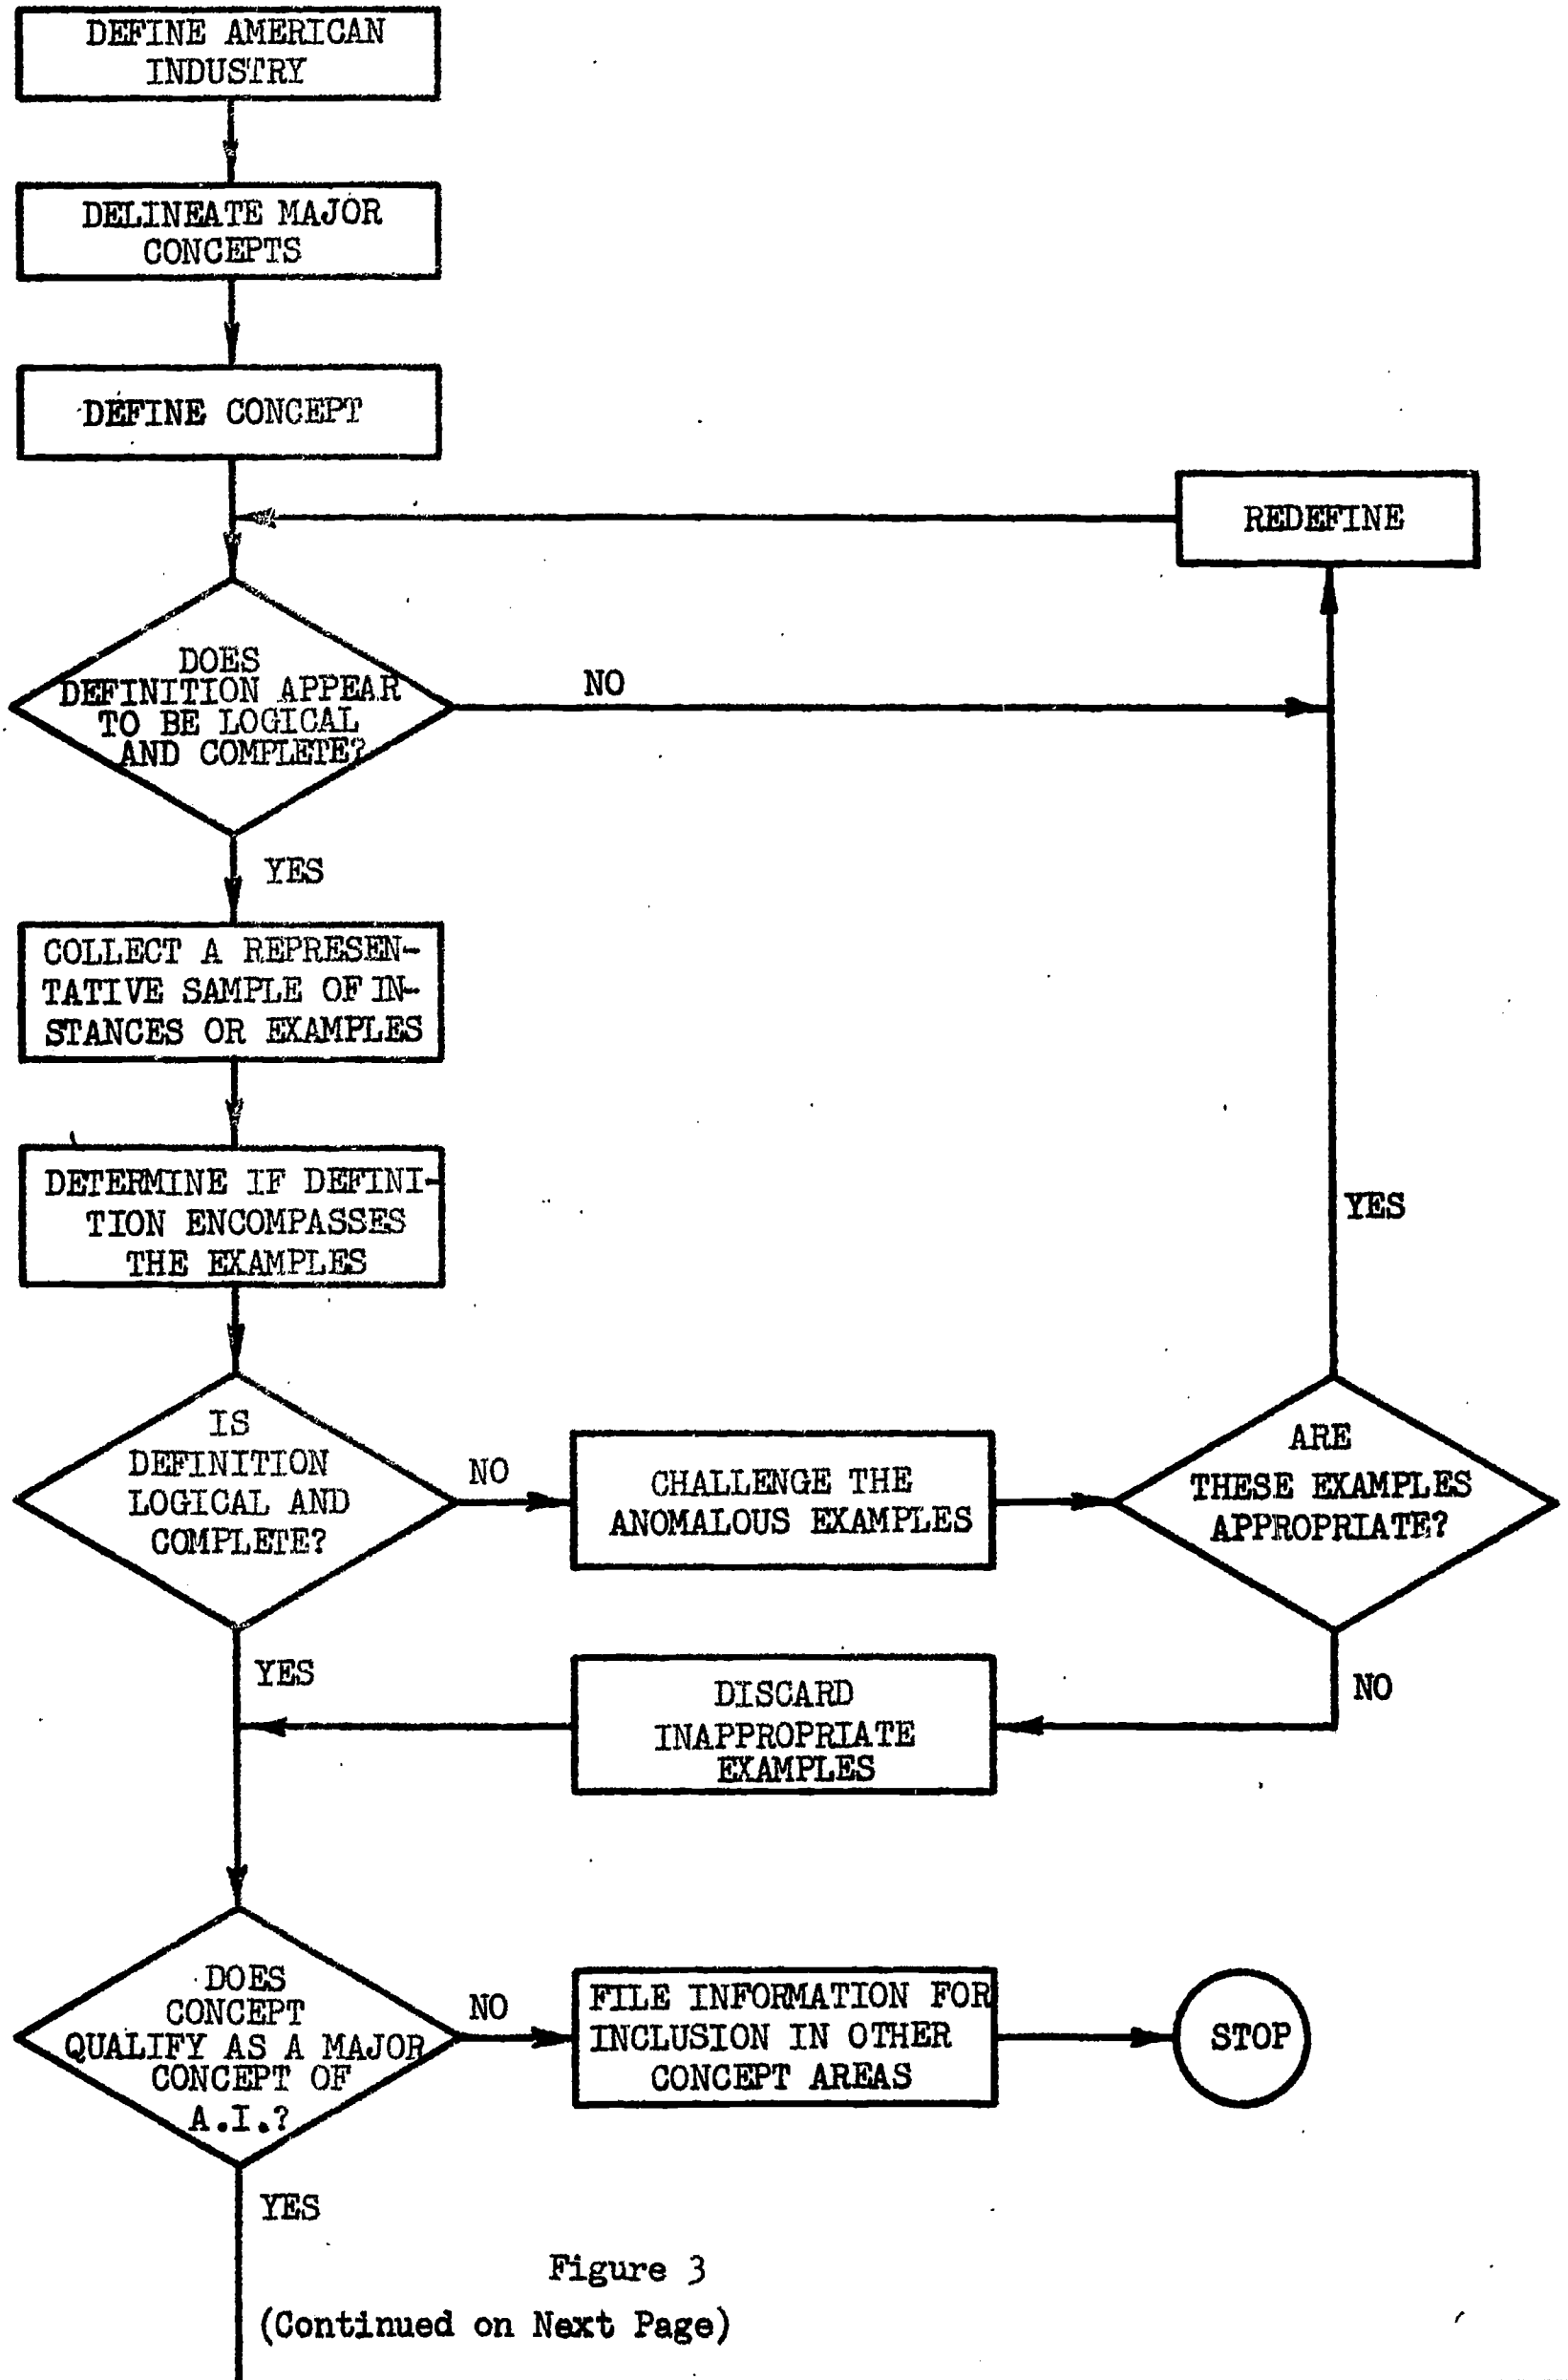 DEFINE AMERICAN
INDUSTRY
DELINEATE MAJOR
CONCEPTS
DEFINE CONCEPT
REDEFINE
DOES
DEFINITION APPEAR
TO BE LOGICAL
AND COMPLETE?
NO
YES
COLLECT A REPRESEN-
TATIVE SAMPLE OF IN-
STANCES OR EXAMPLES
DETERMINE IF DEFINI-
TION ENCOMPASSES
THE EXAMPLES
YES
IS
DEFINITION
LOGICAL AND
COMPLETE?
NO
CHALLENGE THE
ANOMALOUS EXAMPLES
ARE
THESE EXAMPLES
APPROPRIATE?
YES
DISCARD
INAPPROPRIATE
EXAMPLES
NO
DOES
CONCEPT
QUALIFY AS A MAJOR
CONCEPT OF
A.I.?
NO
FILE INFORMATION FOR
INCLUSION IN OTHER
CONCEPT AREAS
STOP
YES
Figure 3
(Continued on Next Page)